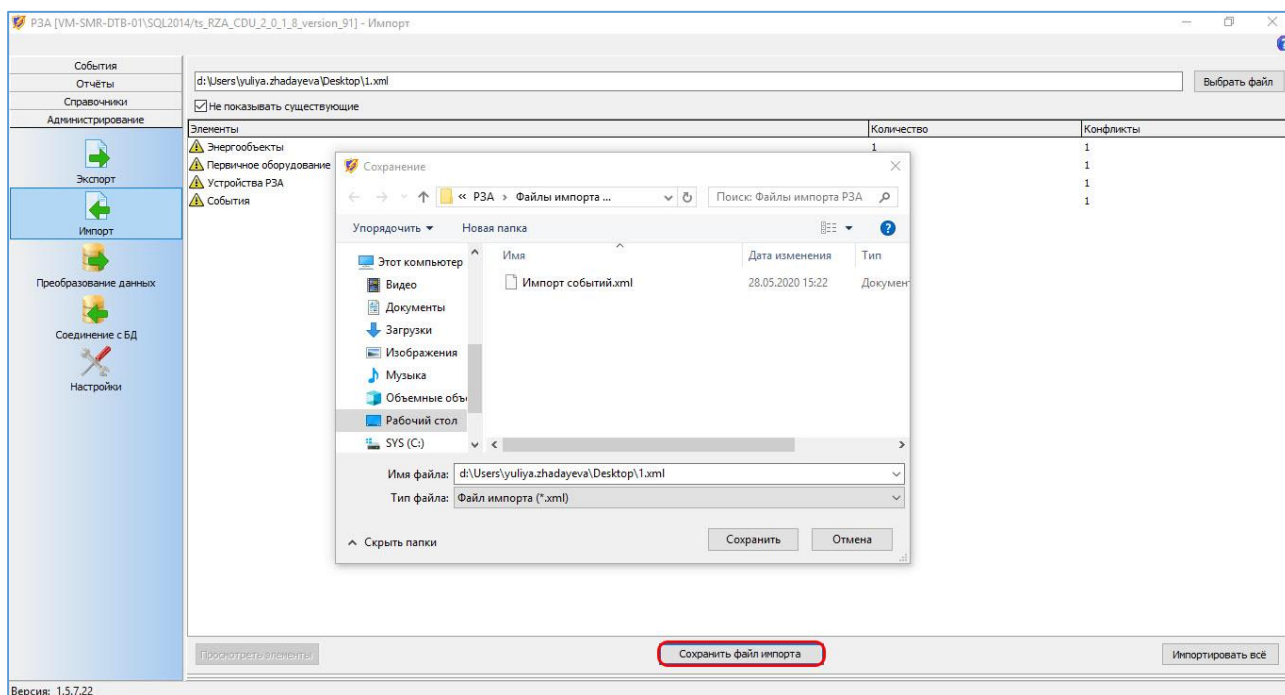 РЗА [VM-SMR-DTB-01\SQL2014/ts_RZA_CDU_2_0_1_8_version_91] - Импорт
События
Отчёты
Справочники
Администрирование
Экспорт
Импорт
Преобразование данных
Соединение с БД
Настройки
d:\Users\yuliya.zhadayeva\Desktop\1.xml
Выбрать файл
Не показывать существующие
Элементы Количество Конфликты
Энергообъекты 1 1
Первичное оборудование 1
Устройства РЗА 1
События 1
Сохранение
« РЗА › Файлы импорта ...
Поиск: Файлы импорта РЗА
Упорядочить Новая папка
Этот компьютер
Видео
Документы
Загрузки
Изображения
Музыка
Объемные объ
Рабочий стол
SYS (C:)
Имя Дата изменения Тип
Импорт событий.xml 28.05.2020 15:22 Докумен
Имя файла: d:\Users\yuliya.zhadayeva\Desktop\1.xml
Тип файла: Файл импорта (*.xml)
Скрыть папки
Сохранить Отмена
Просмотреть элементы
Сохранить файл импорта
Импортировать всё
Версия: 1.5.7.22